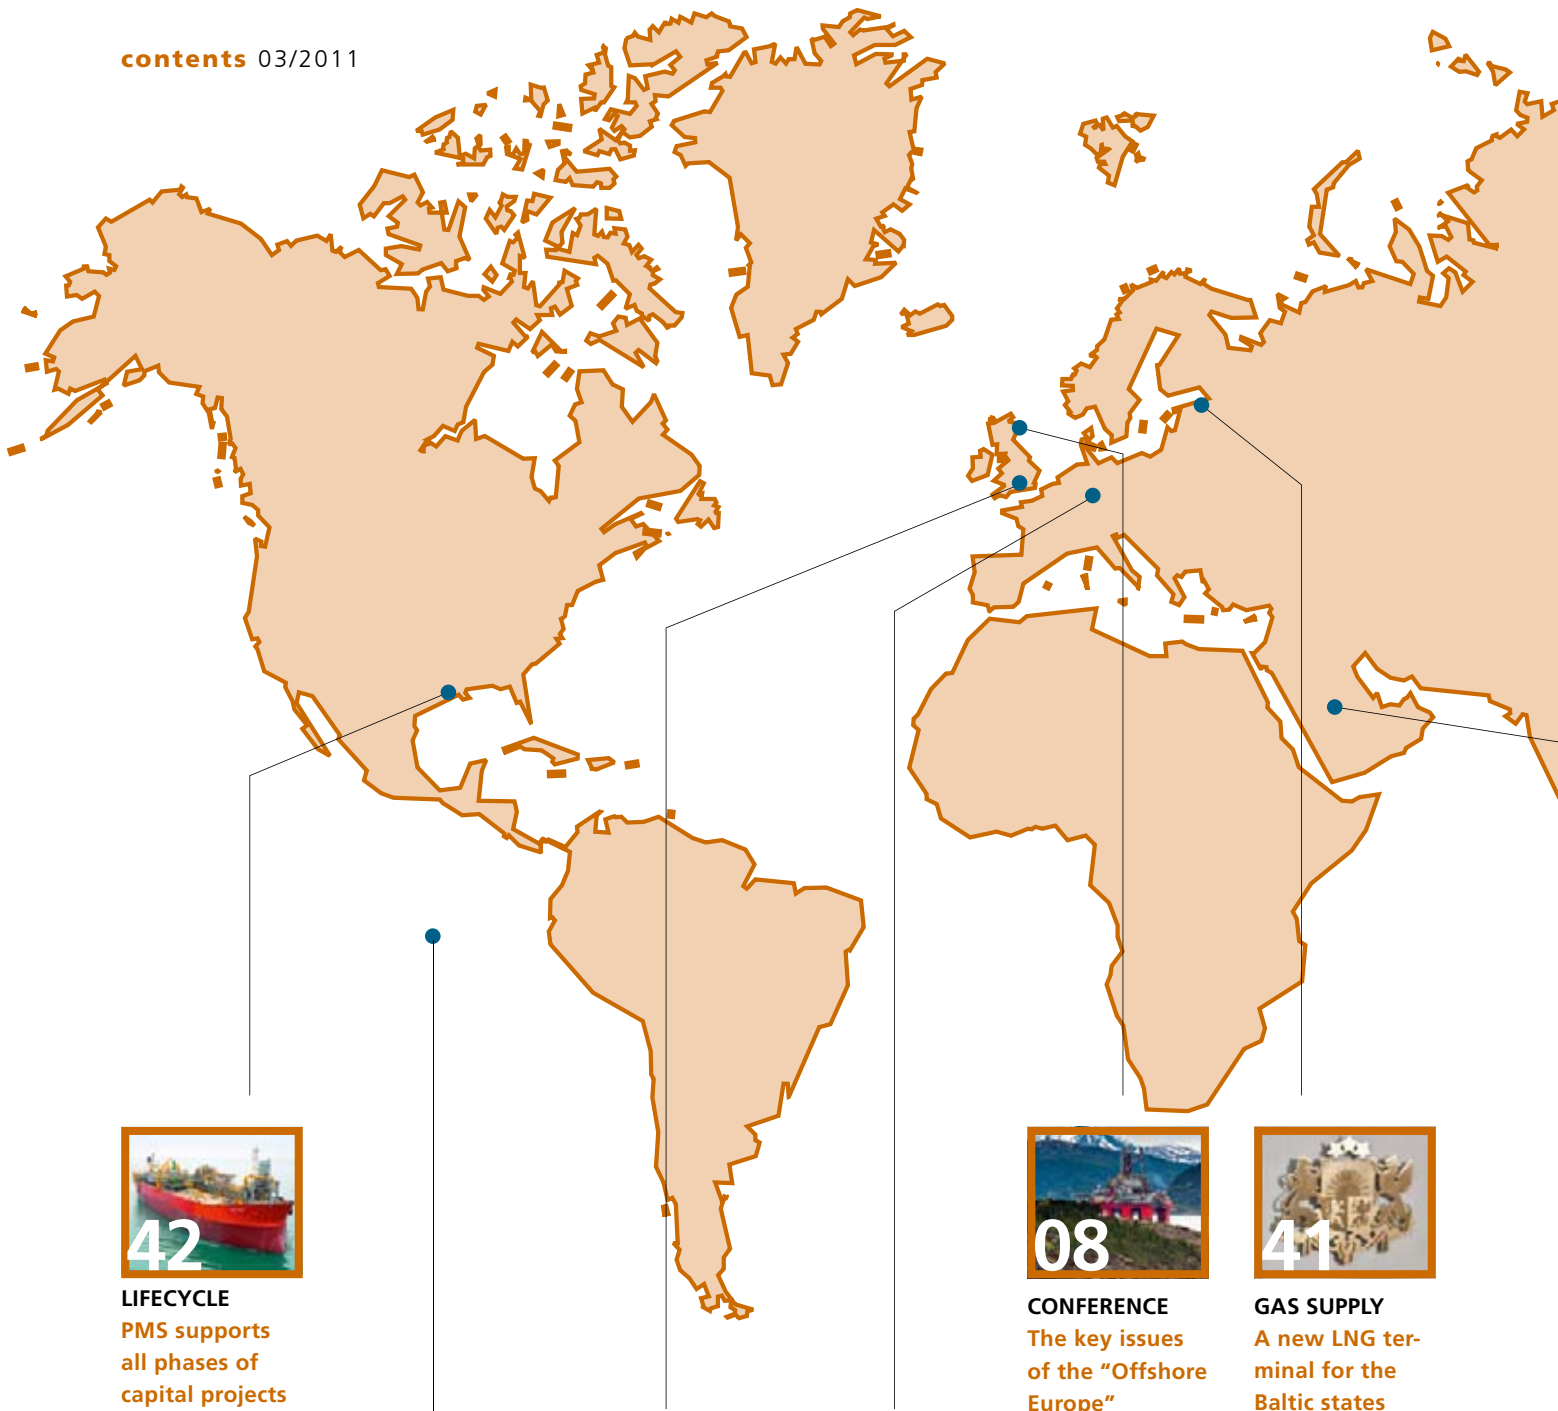 contents 03/2011
42
LIFECYCLE
PMS supports
all phases of
capital projects
08
CONFERENCE
The key issues
of the “Offshore
Europe”
41
GAS SUPPLY
A new LNG ter-
minal for the
Baltic states